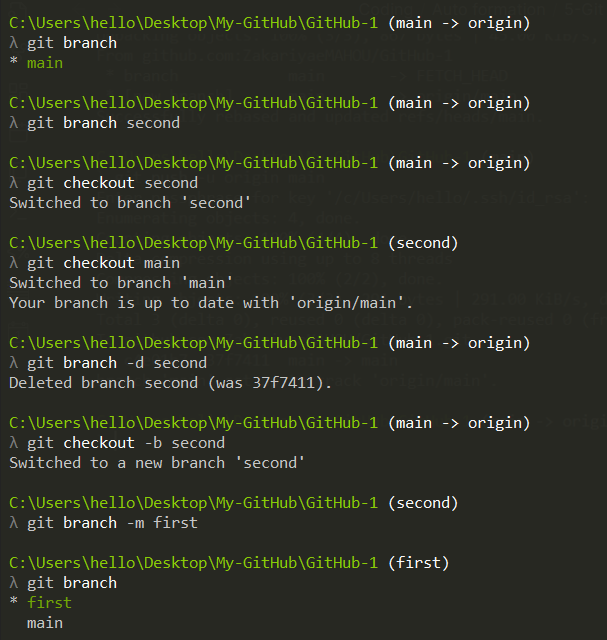 C:\Users\hello\Desktop\My-GitHub\GitHub-1 (main -> origin)
λ git branch
* main
C:\Users\hello\Desktop\My-GitHub\GitHub-1 (main -> origin)
λ git branch second
C:\Users\hello\Desktop\My-GitHub\GitHub-1 (main -> origin)
λ git checkout second
Switched to branch 'second'
C:\Users\hello\Desktop\My-GitHub\GitHub-1 (second)
λ git checkout main
Switched to branch 'main'
Your branch is up to date with 'origin/main'.
C:\Users\hello\Desktop\My-GitHub\GitHub-1 (main -> origin)
λ git branch -d second
Deleted branch second (was 37f7411).
C:\Users\hello\Desktop\My-GitHub\GitHub-1 (main -> origin)
λ git checkout -b second
Switched to a new branch 'second'
C:\Users\hello\Desktop\My-GitHub\GitHub-1 (second)
λ git branch -m first
C:\Users\hello\Desktop\My-GitHub\GitHub-1 (first)
λ git branch
* first
main